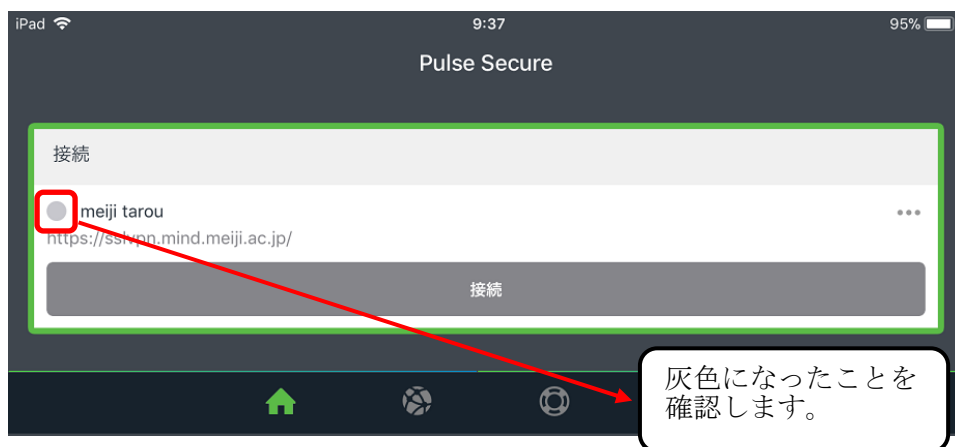 iPad 9:37 95%
Pulse Secure
接続
meiji tarou
https://sslvpn.mind.meiji.ac.jp/
接続
灰色になったことを
確認します。